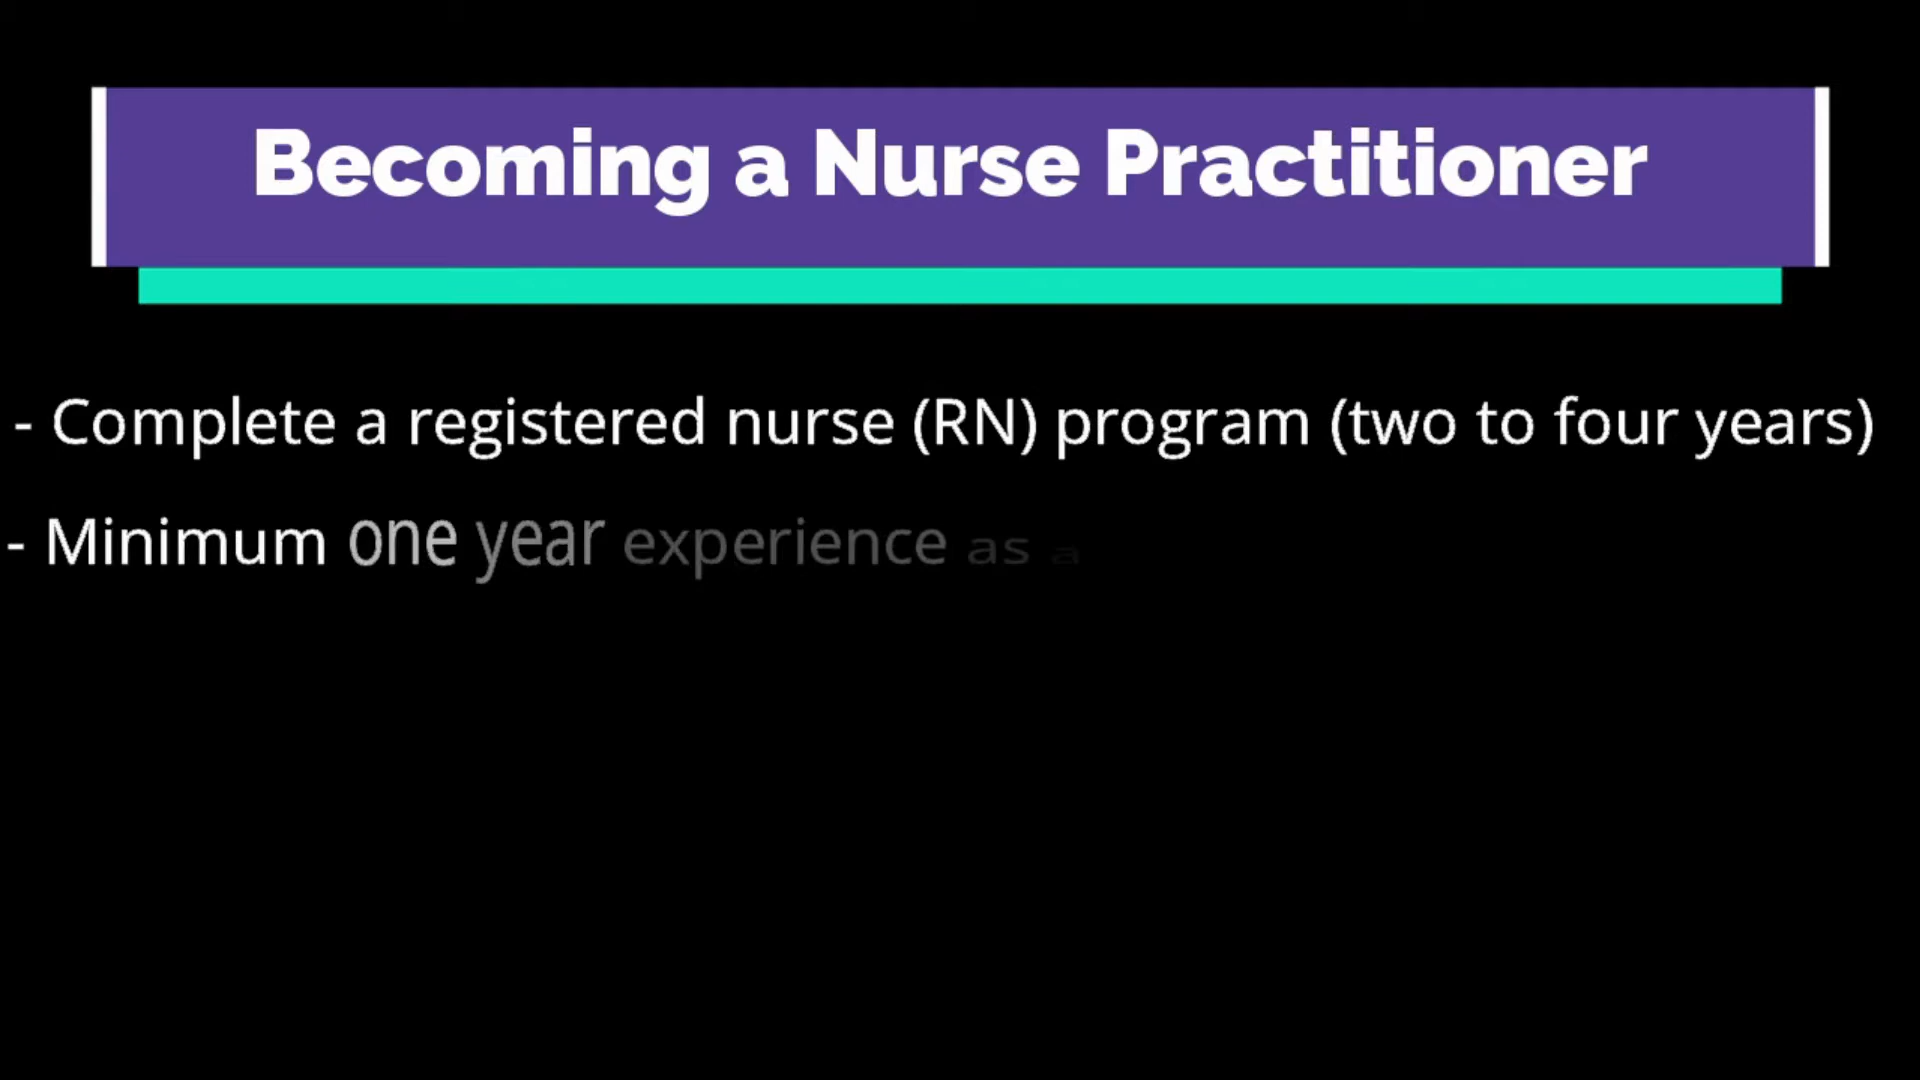 Becoming a Nurse Practitioner
- Complete a registered nurse (RN) program (two to four years)
- Minimum one year experience as a